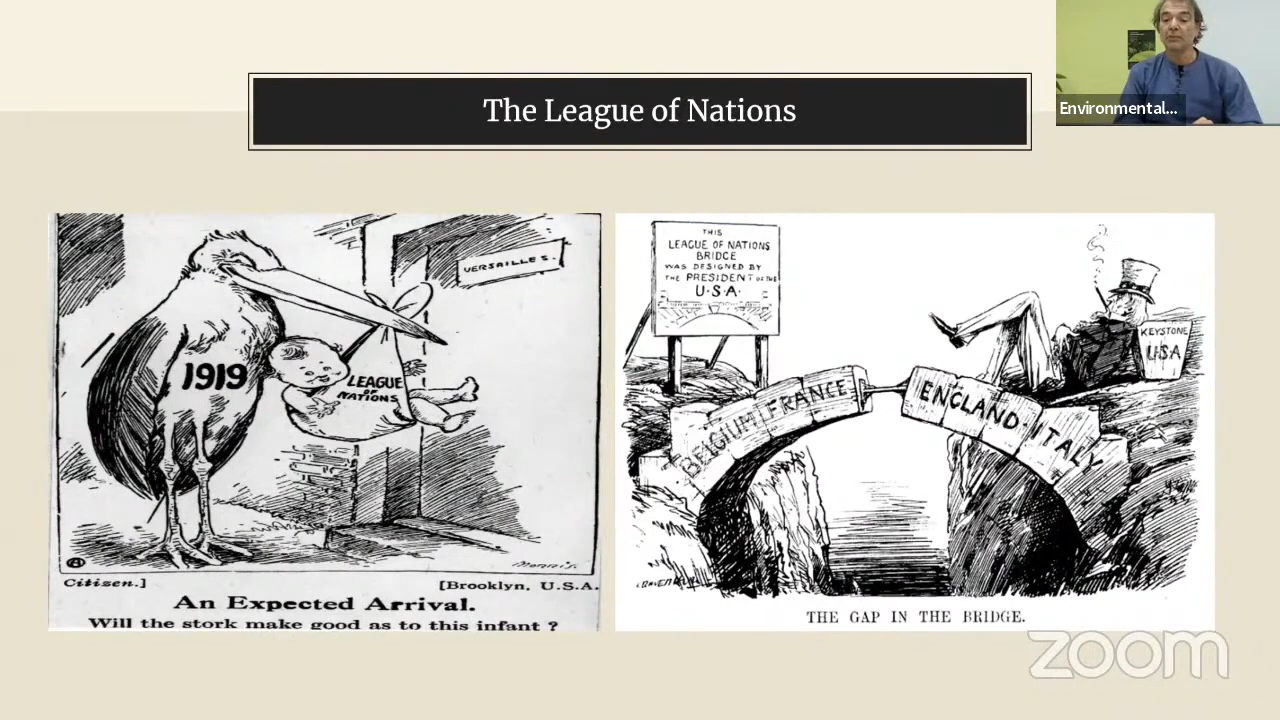 The League of Nations
Environmental...
1919
LEAGUE
OF
NATIONS
VERSAILLES.
Citizen.]
[Brooklyn, U.S.A.
An Expected Arrival.
Will the stork make good as to this infant ?
THIS
LEAGUE OF NATIONS
BRIDGE
WAS DESIGNED BY
THE PRESIDENT OF THE
U·S·A·
KEYSTONE
USA
BELGIUM FRANCE
ENGLAND·ITALY
THE GAP IN THE BRIDGE.
zoom